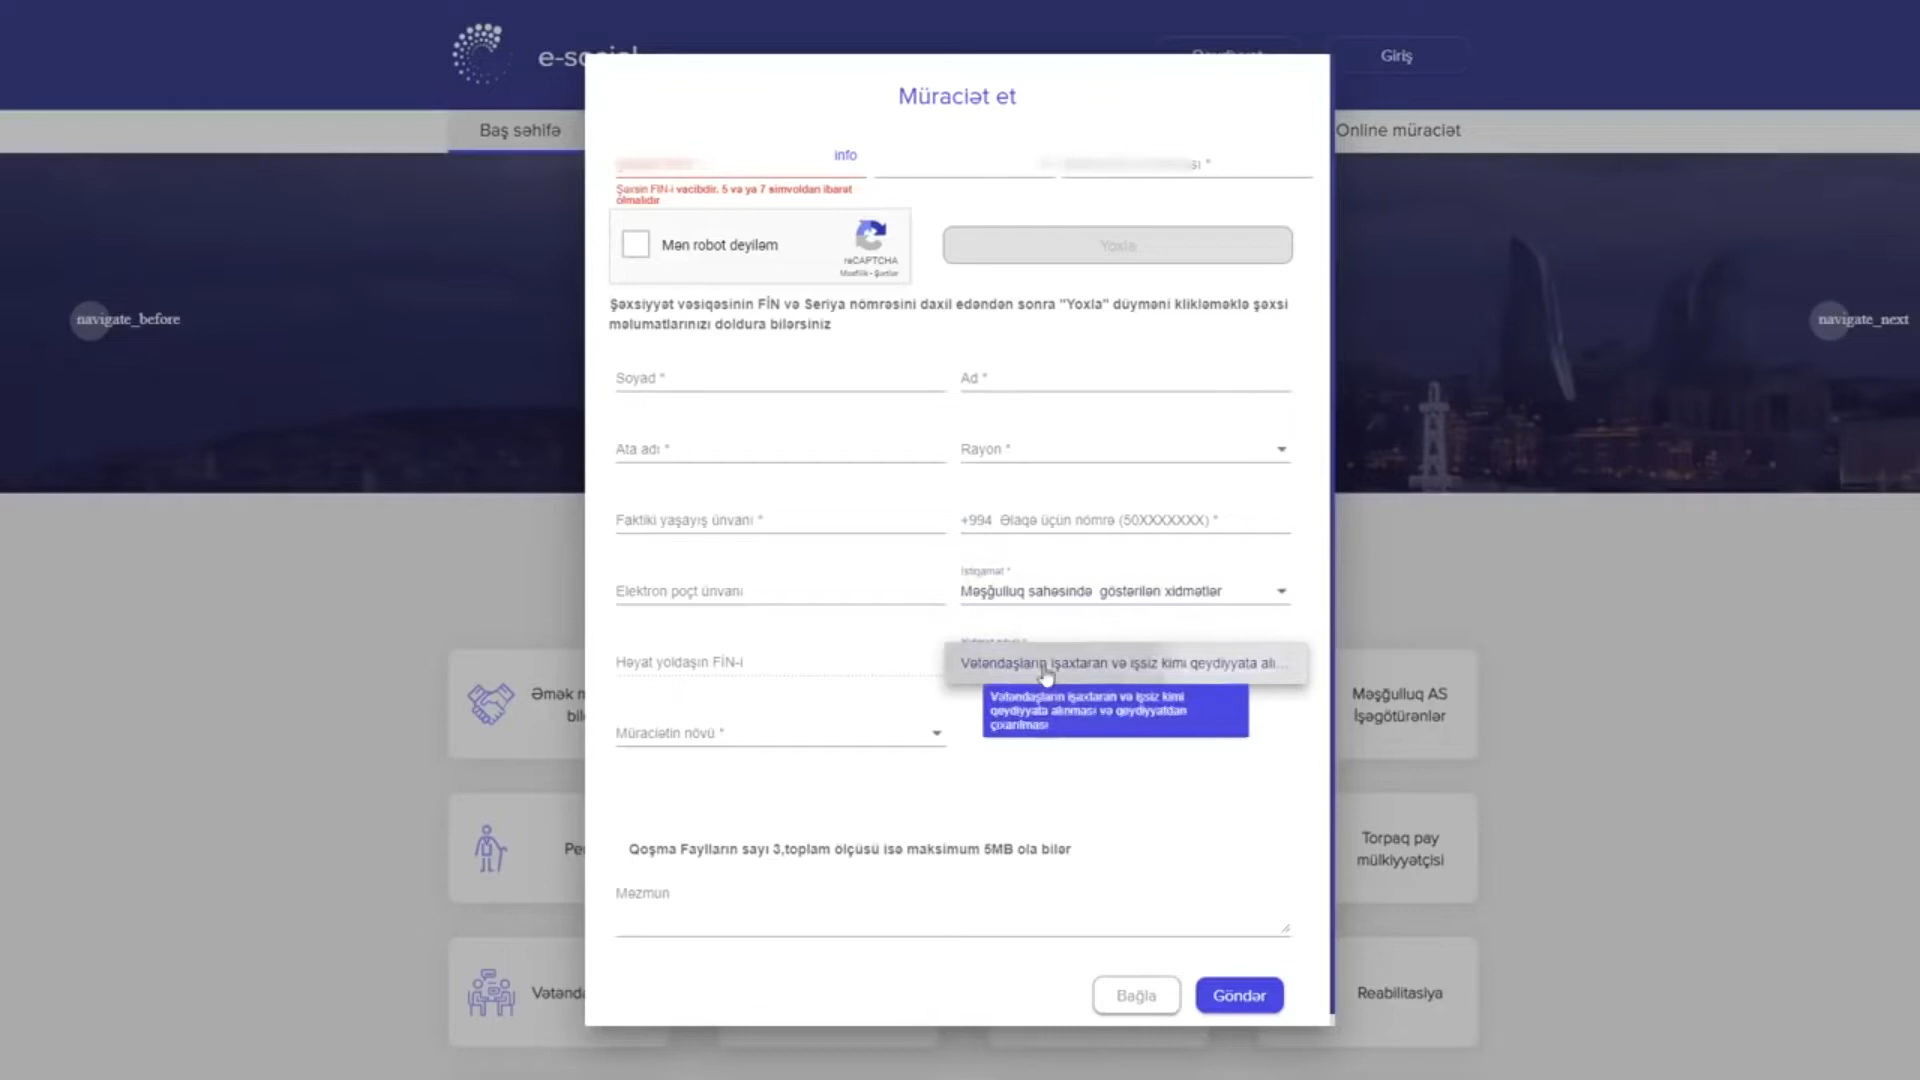 Giriş
Müraciət et
Baş səhifə
Online müraciət
info
Şəxsin FİN-i vacibdir. 5 və ya 7 simvoldan ibarət
olmalıdır
Mən robot deyiləm
reCAPTCHA
Məxfilik - Şərtlər
Yoxla
Şəxsiyyət vəsiqəsinin FİN və Seriya nömrəsini daxil edəndən sonra "Yoxla" düyməni klikləməklə şəxsi
məlumatlarınızı doldura bilərsiniz
navigate_before
navigate_next
Soyad *
Ad *
Ata adı *
Rayon *
Faktiki yaşayış ünvanı *
+994 Əlaqə üçün nömrə (50XXXXXXX) *
Elektron poçt ünvanı
İstiqamət *
Məşğulluq sahəsində göstərilən xidmətlər
Həyat yoldaşın FİN-i
Vətəndaşların işaxtaran və işsiz kimi qeydiyyata alı...
Vətəndaşların işaxtaran və işsiz kimi
qeydiyyata alınması və qeydiyyatdan
çıxarılması
Əmək
Məşğulluq AS
İşəgötürənlər
Müraciətin növü *
Torpaq pay
mülkiyyətçisi
Qoşma Faylların sayı 3,toplam ölçüsü isə maksimum 5MB ola bilər
Məzmun
Reabilitasiya
Bağla
Göndər